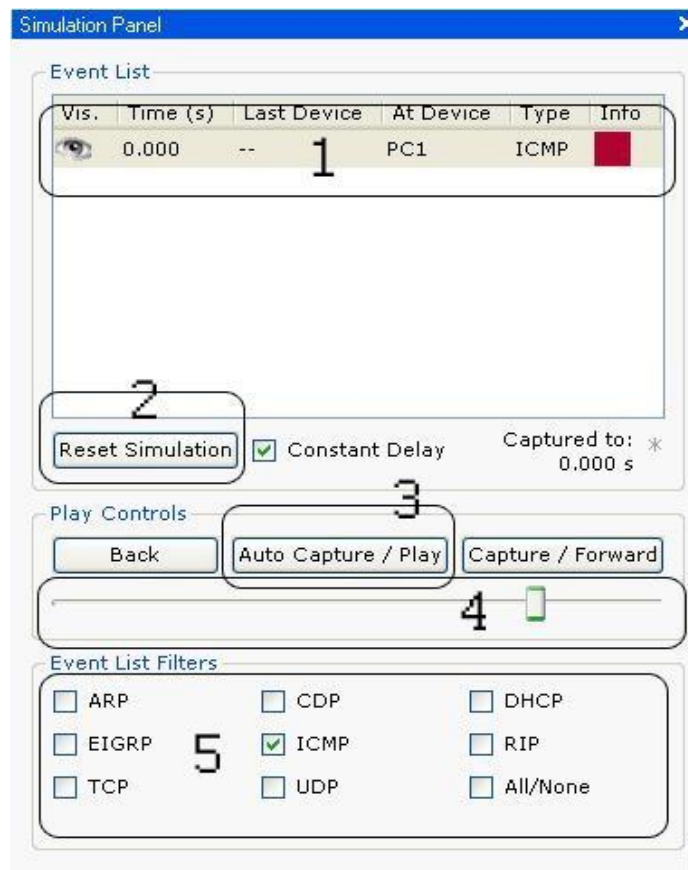 Simulation Panel
Event List
Vis. Time (s) Last Device At Device Type Info
0.000 -- PC1 ICMP
1
2
Reset Simulation Constant Delay Captured to: *
0.000 s
3
Play Controls
Back Auto Capture / Play Capture / Forward
4
Event List Filters
ARP CDP DHCP
EIGRP 5 ICMP RIP
TCP UDP All/None